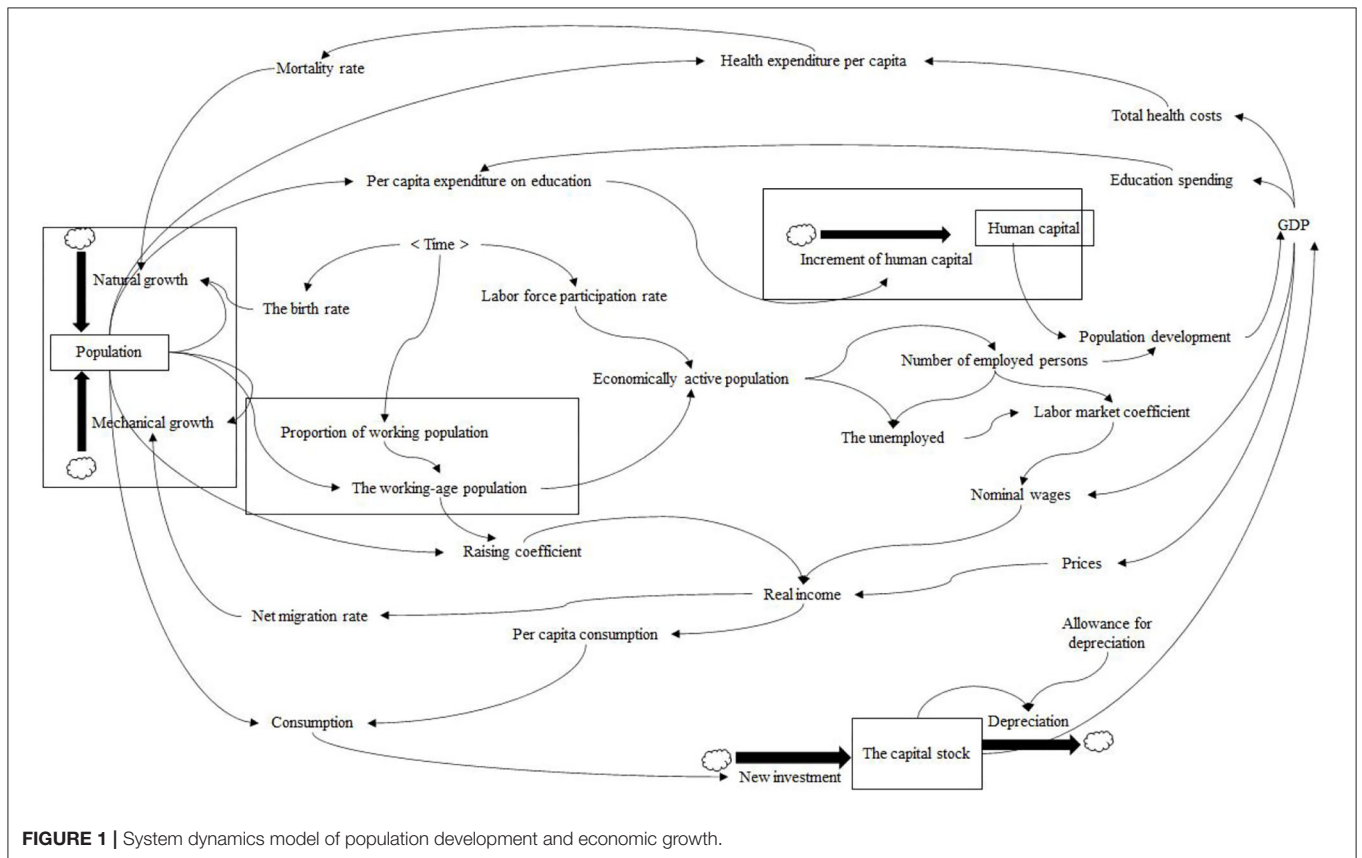 Mortality rate
Health expenditure per capita
Total health costs
Per capita expenditure on education
Education spending
GDP
Human capital
< Time >
Increment of human capital
Natural growth
The birth rate
Labor force participation rate
Population
Population development
Number of employed persons
Economically active population
Mechanical growth
Labor market coefficient
Proportion of working population
The unemployed
The working-age population
Nominal wages
Raising coefficient
Prices
Real income
Net migration rate
Per capita consumption
Allowance for
depreciation
Consumption
Depreciation
The capital stock
New investment
FIGURE 1 | System dynamics model of population development and economic growth.